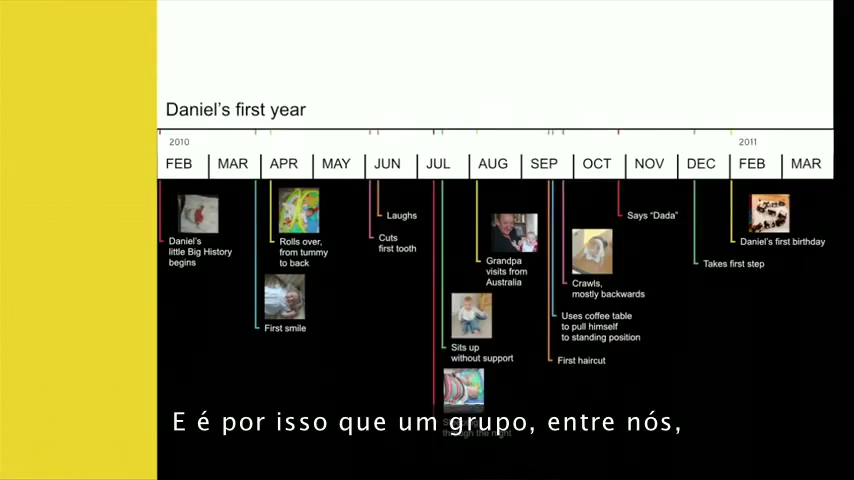 Daniel's first year
2010
2011
FEB
MAR
APR
MAY
JUN
JUL
AUG
SEP
OCT
NOV
DEC
FEB
MAR
Daniel's
little Big History
begins
Rolls over,
from tummy
to back
First smile
Laughs
Cuts
first tooth
Grandpa
visits from
Australia
Sits up
without support
through the night
Crawls,
mostly backwards
Uses coffee table
to pull himself
to standing position
First haircut
Says "Dada"
Takes first step
Daniel's first birthday
E é por isso que um grupo, entre nós,